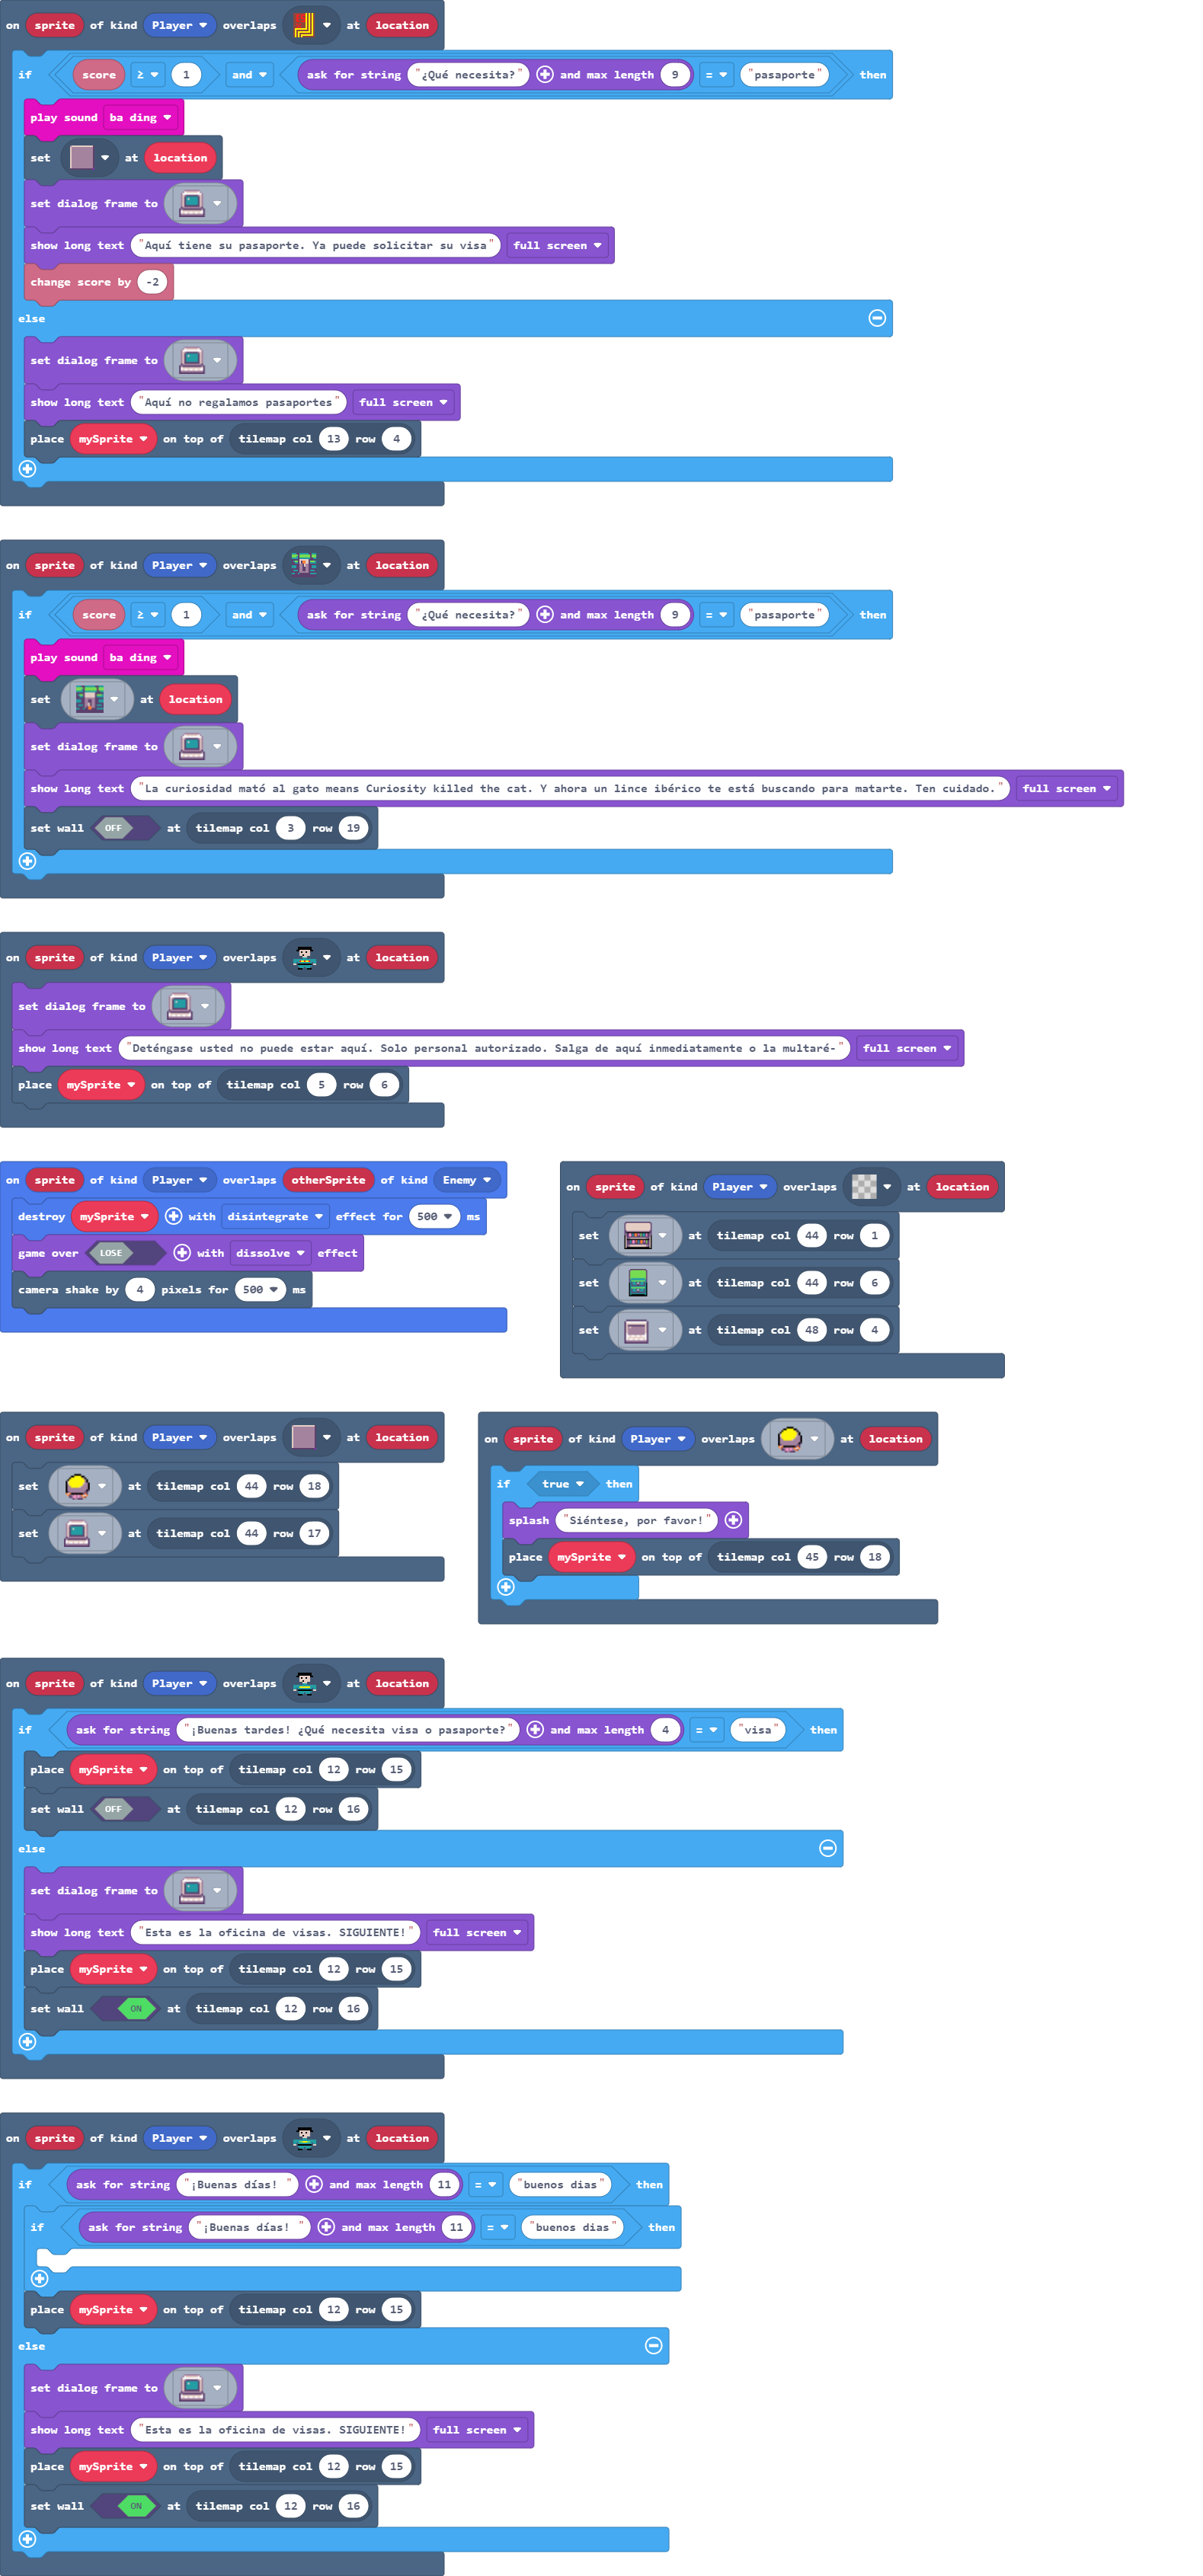 on sprite of kind Player overlaps at location
if score ≥ 1 and ask for string "¿Qué necesita?" and max length 9 = "pasaporte" then
play sound ba ding
set at location
set dialog frame to
show long text "Aquí tiene su pasaporte. Ya puede solicitar su visa" full screen
change score by -2
else
set dialog frame to
show long text "Aquí no regalamos pasaportes" full screen
place mySprite on top of tilemap col 13 row 4
on sprite of kind Player overlaps at location
if score ≥ 1 and ask for string "¿Qué necesita?" and max length 9 = "pasaporte" then
play sound ba ding
set at location
set dialog frame to
show long text "La curiosidad mató al gato means Curiosity killed the cat. Y ahora un lince ibérico te está buscando para matarte. Ten cuidado." full screen
set wall OFF at tilemap col 3 row 19
on sprite of kind Player overlaps at location
set dialog frame to
show long text "Deténgase usted no puede estar aquí. Solo personal autorizado. Salga de aquí inmediatamente o la multaré-" full screen
place mySprite on top of tilemap col 5 row 6
on sprite of kind Player overlaps otherSprite of kind Enemy
destroy mySprite with disintegrate effect for 500 ms
game over LOSE with dissolve effect
camera shake by 4 pixels for 500 ms
on sprite of kind Player overlaps at location
set at tilemap col 44 row 1
set at tilemap col 44 row 6
set at tilemap col 48 row 4
on sprite of kind Player overlaps at location
set at tilemap col 44 row 18
set at tilemap col 44 row 17
on sprite of kind Player overlaps at location
if true then
splash "Siéntese, por favor!"
place mySprite on top of tilemap col 45 row 18
on sprite of kind Player overlaps at location
if ask for string "¡Buenas tardes! ¿Qué necesita visa o pasaporte?" and max length 4 = "visa" then
place mySprite on top of tilemap col 12 row 15
set wall OFF at tilemap col 12 row 16
else
set dialog frame to
show long text "Esta es la oficina de visas. SIGUIENTE!" full screen
place mySprite on top of tilemap col 12 row 15
set wall ON at tilemap col 12 row 16
on sprite of kind Player overlaps at location
if ask for string "¡Buenas días! " and max length 11 = "buenos dias" then
if ask for string "¡Buenas días! " and max length 11 = "buenos dias" then
place mySprite on top of tilemap col 12 row 15
else
set dialog frame to
show long text "Esta es la oficina de visas. SIGUIENTE!" full screen
place mySprite on top of tilemap col 12 row 15
set wall ON at tilemap col 12 row 16